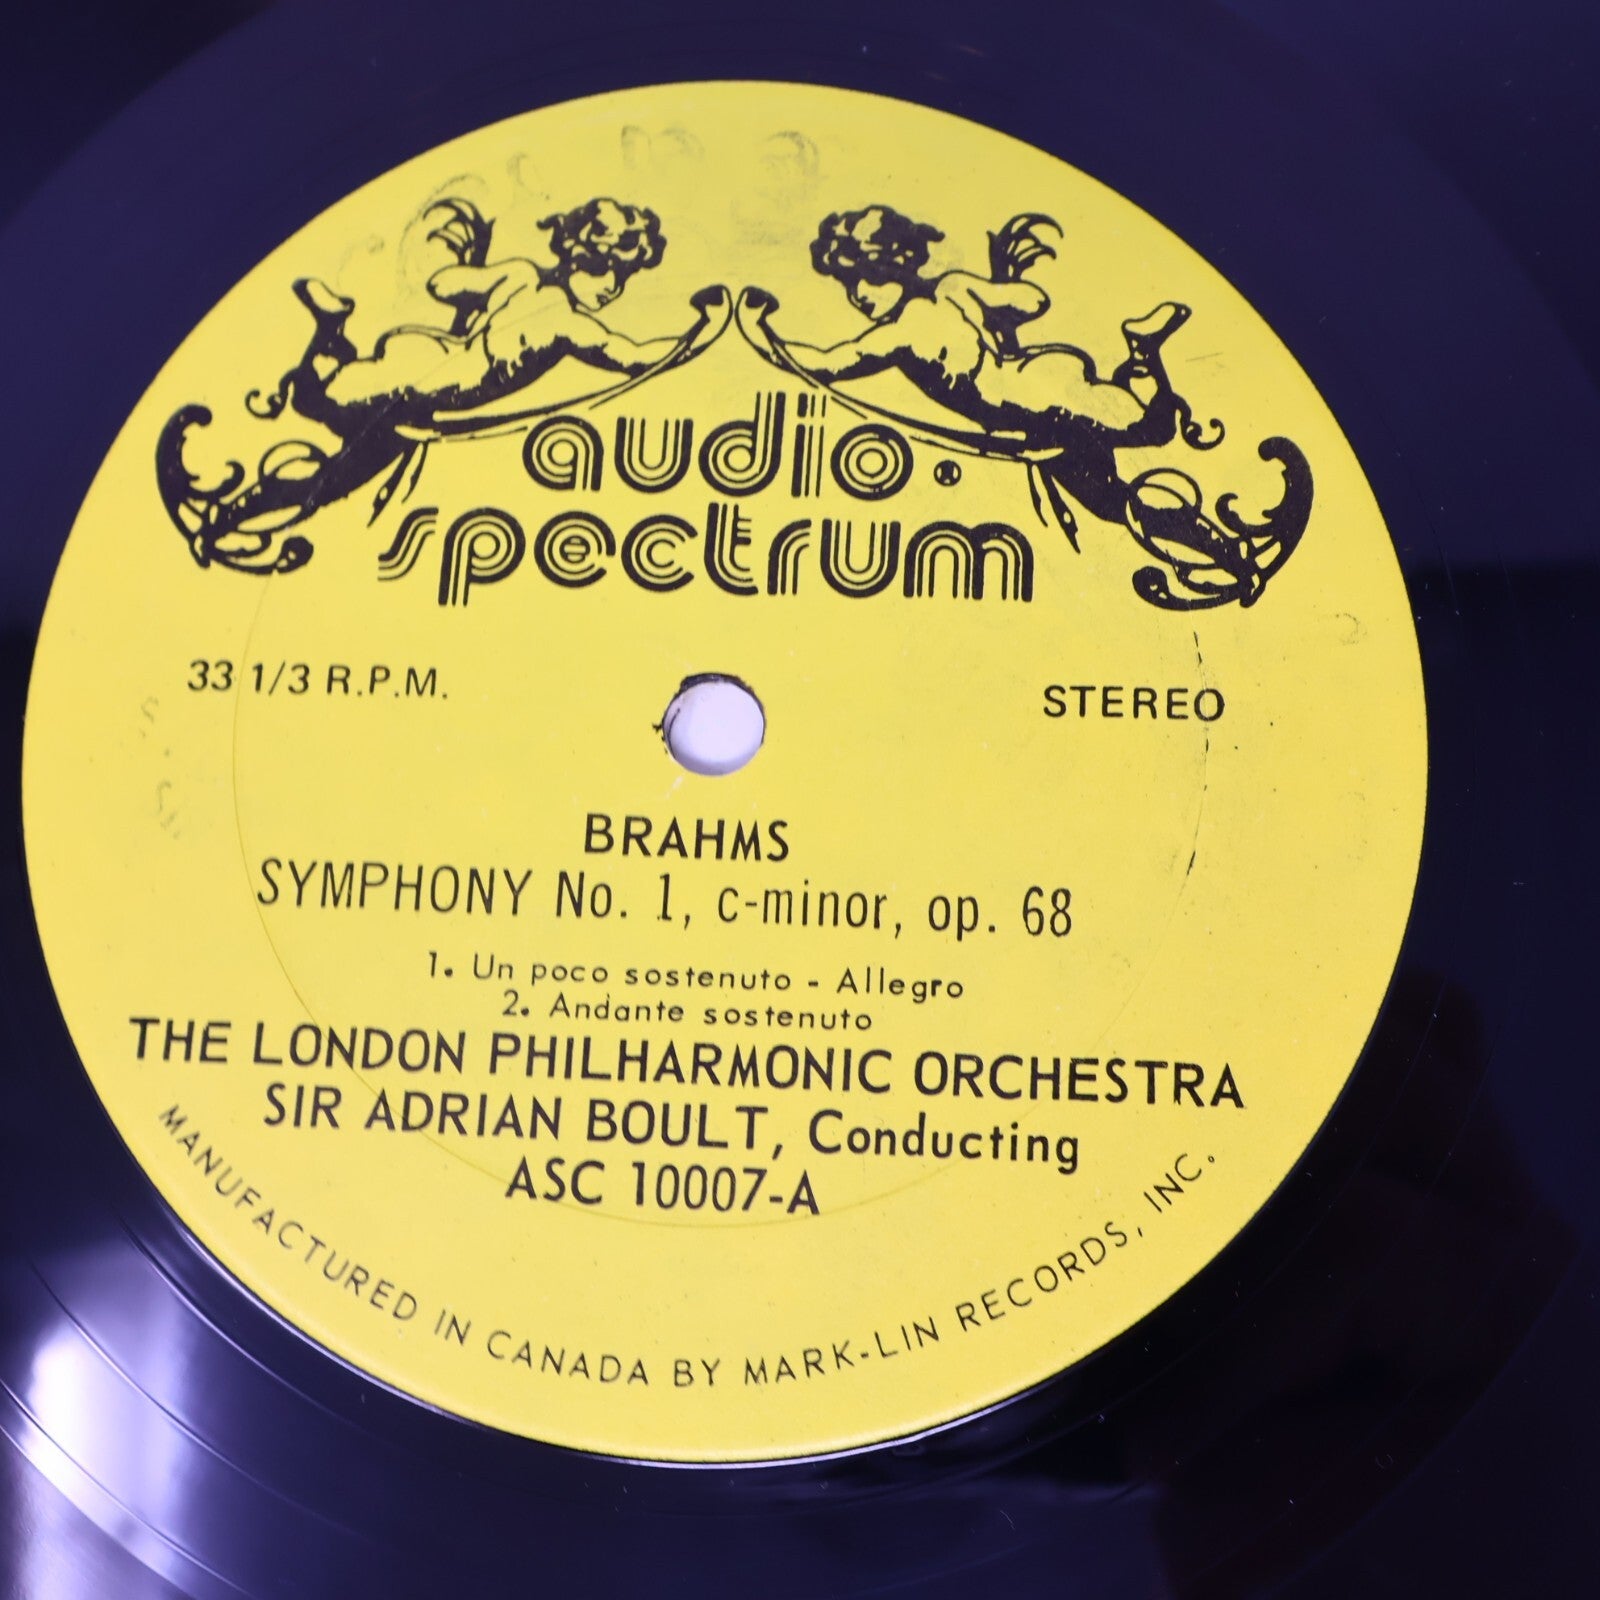 audio
spectrum
33 1/3 R.P.M.
STEREO
BRAHMS
SYMPHONY No. 1, c-minor, op. 68
1. Un poco sostenuto - Allegro
2. Andante sostenuto
THE LONDON PHILHARMONIC ORCHESTRA
SIR ADRIAN BOULT, Conducting
ASC 10007-A
MANUFACTURED IN CANADA BY MARK-LIN RECORDS, INC.